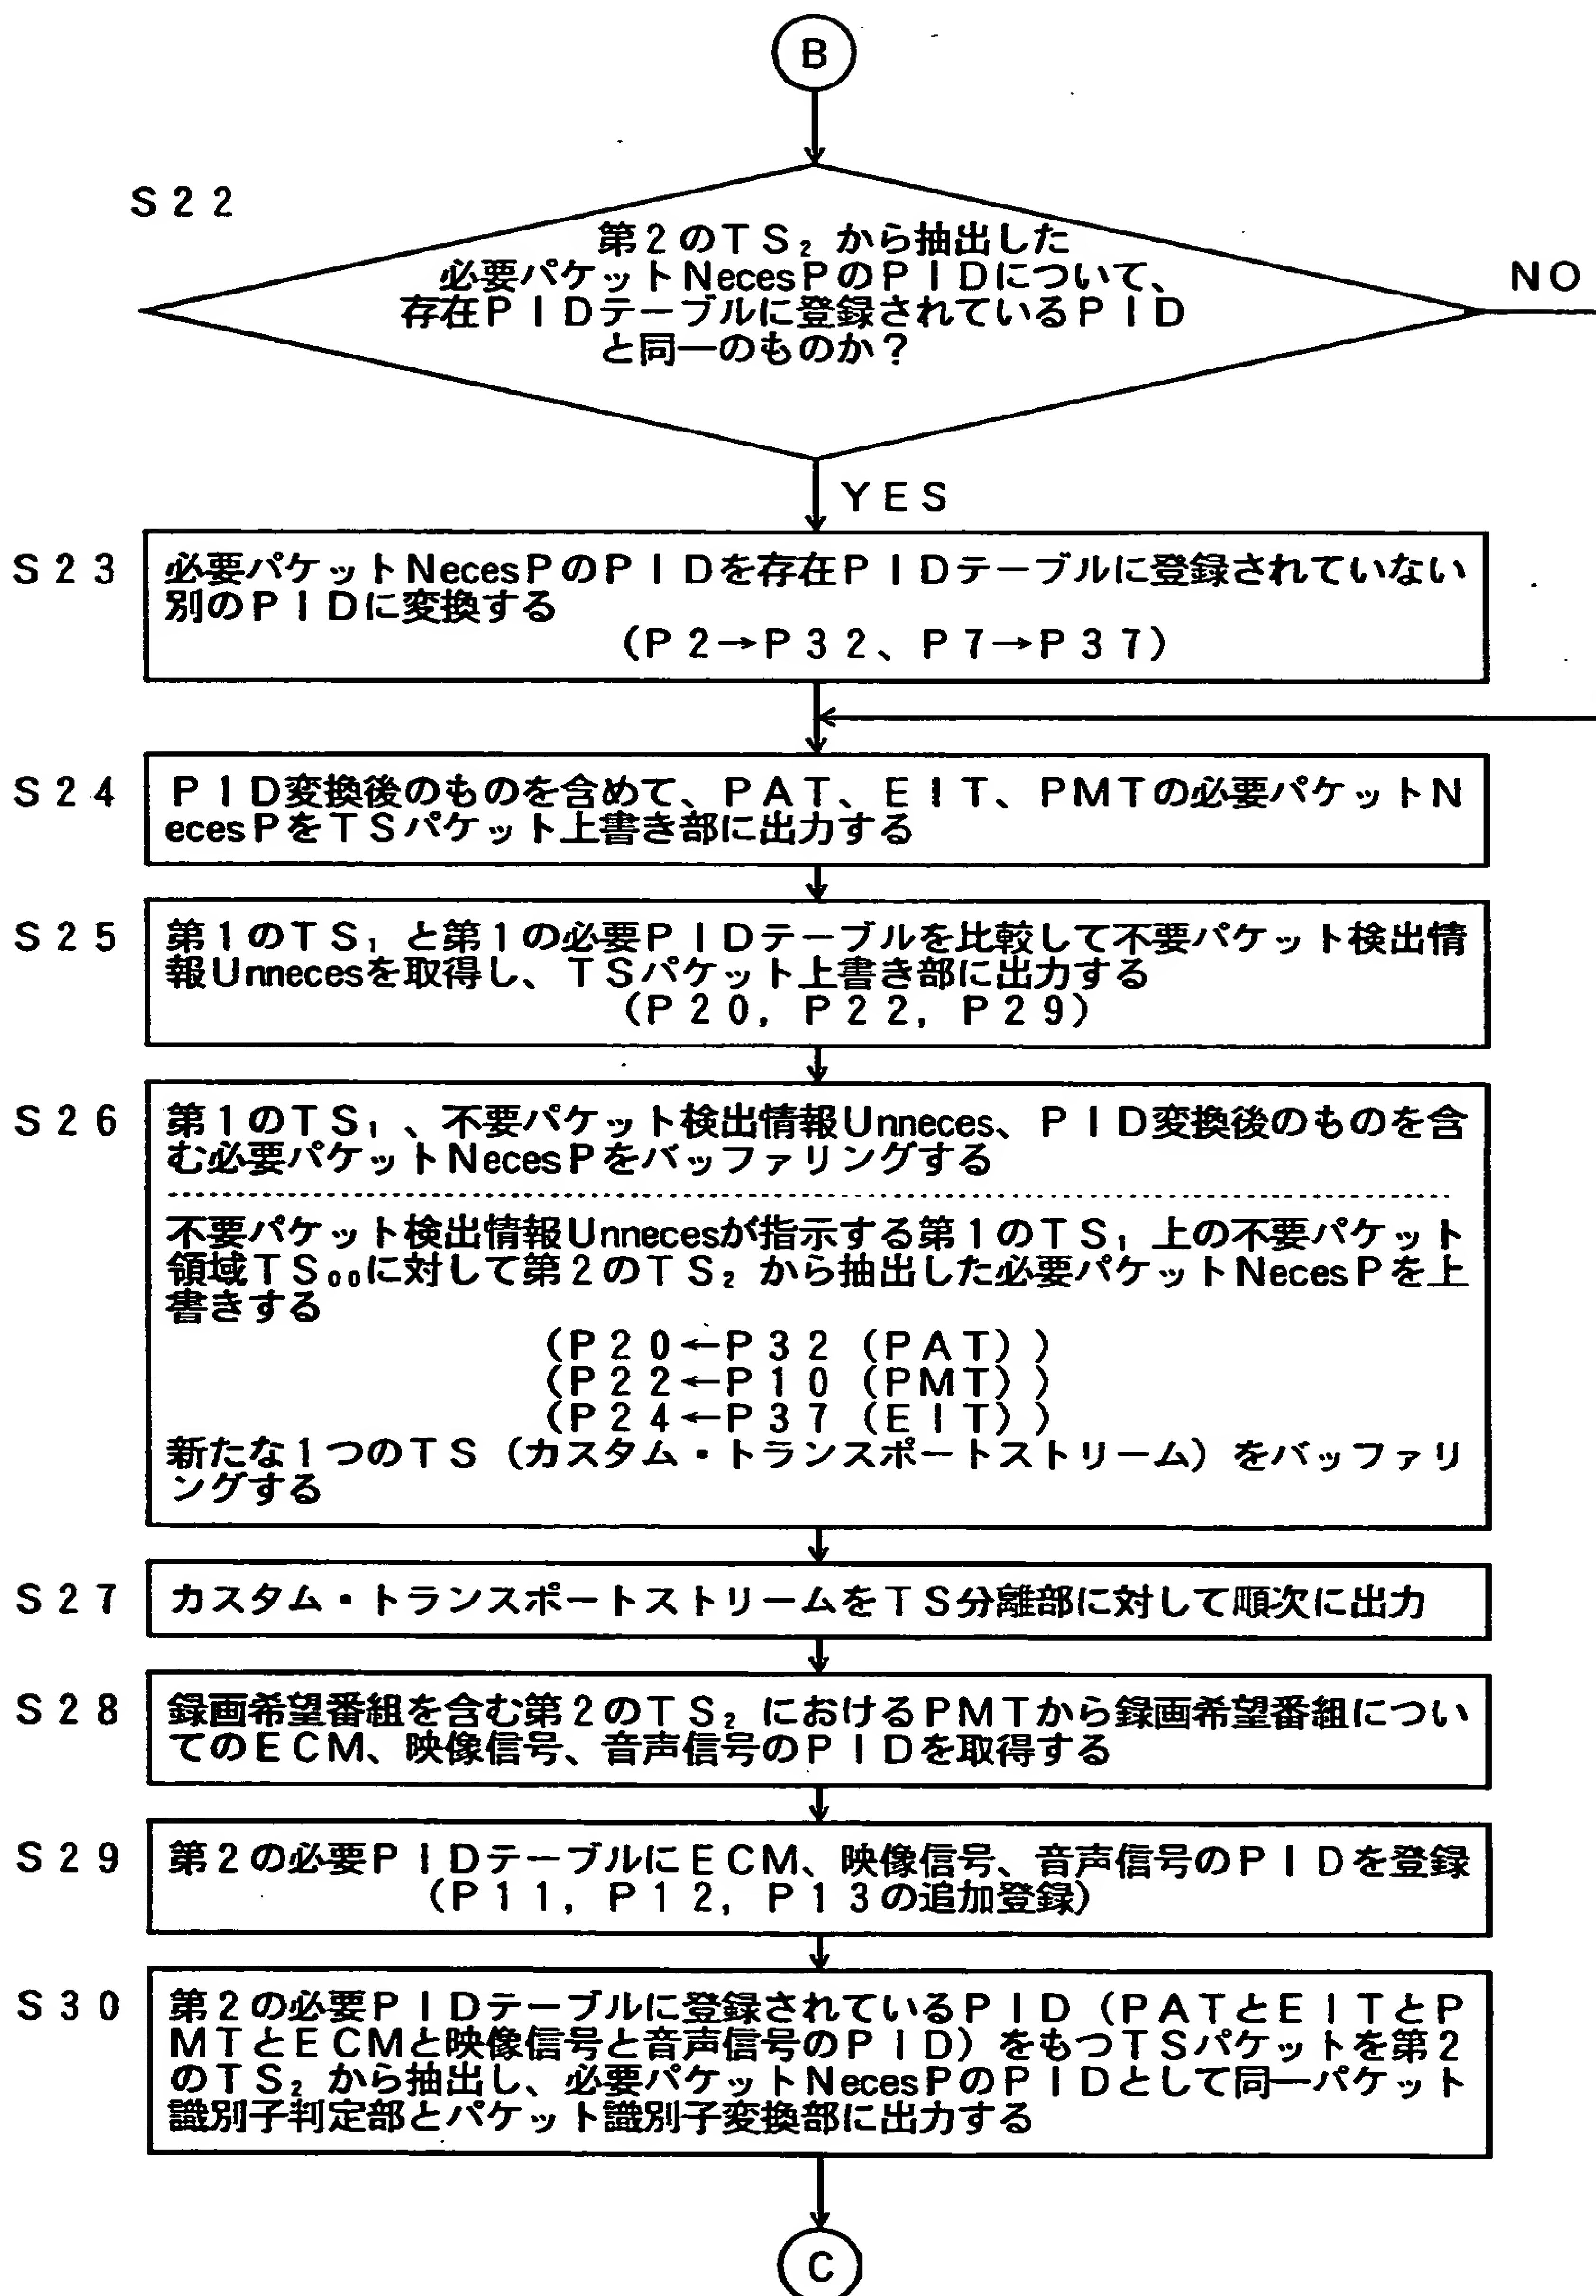 B
S22
第2のTS₂から抽出した
必要パケットNecesPのPIDについて、
存在PIDテーブルに登録されているPID
と同一のものか？
NO
YES
S23
必要パケットNecesPのPIDを存在PIDテーブルに登録されていない
別のPIDに変換する
（P2→P32、P7→P37）
S24
PID変換後のものを含めて、PAT、EIT、PMTの必要パケットN
ecesPをTSパケット上書き部に出力する
S25
第1のTS₁と第1の必要PIDテーブルを比較して不要パケット検出情
報Unnecesを取得し、TSパケット上書き部に出力する
（P20, P22, P29）
S26
第1のTS₁、不要パケット検出情報Unneces、PID変換後のものを含
む必要パケットNecesPをバッファリングする
不要パケット検出情報Unnecesが指示する第1のTS₁上の不要パケット
領域TS₀₀に対して第2のTS₂から抽出した必要パケットNecesPを上
書きする
（P20←P32（PAT））
（P22←P10（PMT））
（P24←P37（EIT））
新たな1つのTS（カスタム・トランスポートストリーム）をバッファリ
ングする
S27
カスタム・トランスポートストリームをTS分離部に対して順次に出力
S28
録画希望番組を含む第2のTS₂におけるPMTから録画希望番組につい
てのECM、映像信号、音声信号のPIDを取得する
S29
第2の必要PIDテーブルにECM、映像信号、音声信号のPIDを登録
（P11, P12, P13の追加登録）
S30
第2の必要PIDテーブルに登録されているPID（PATとEITとP
MTとECMと映像信号と音声信号のPID）をもつTSパケットを第2
のTS₂から抽出し、必要パケットNecesPのPIDとして同一パケット
識別子判定部とパケット識別子変換部に出力する
C